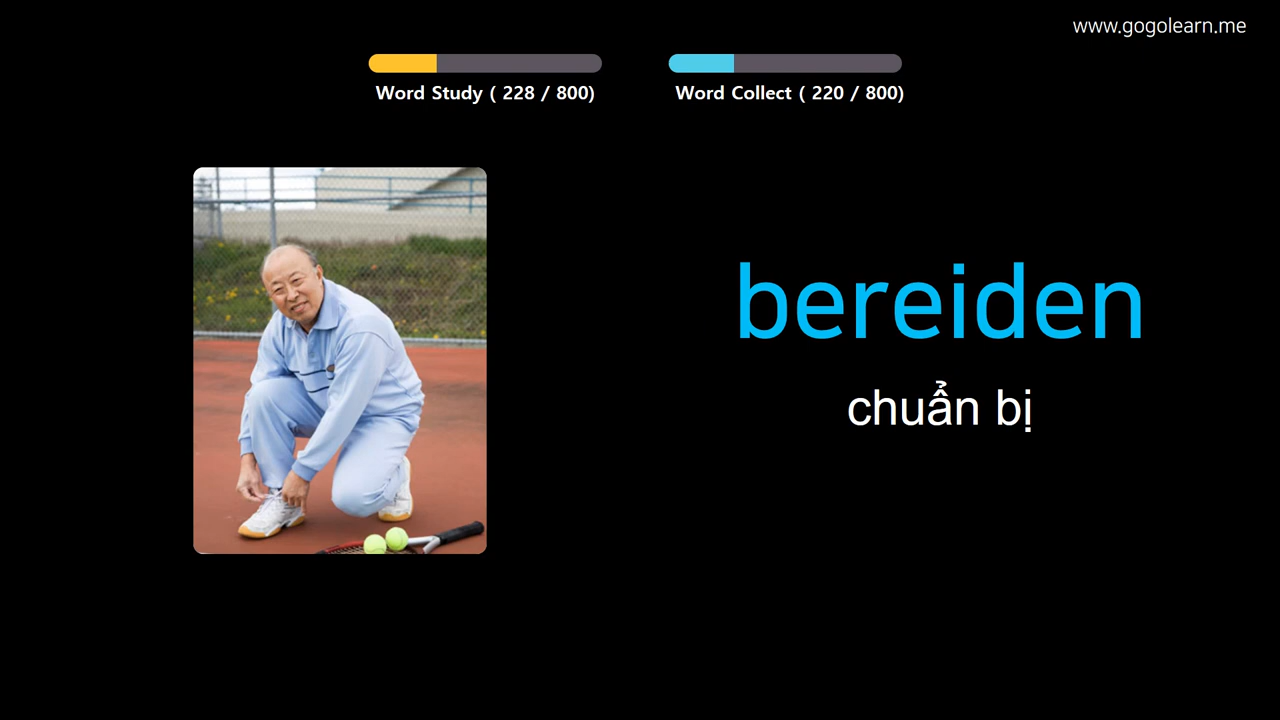 www.gogolearn.me
Word Study ( 228 / 800)
Word Collect ( 220 / 800)
bereiden
chuẩn bị